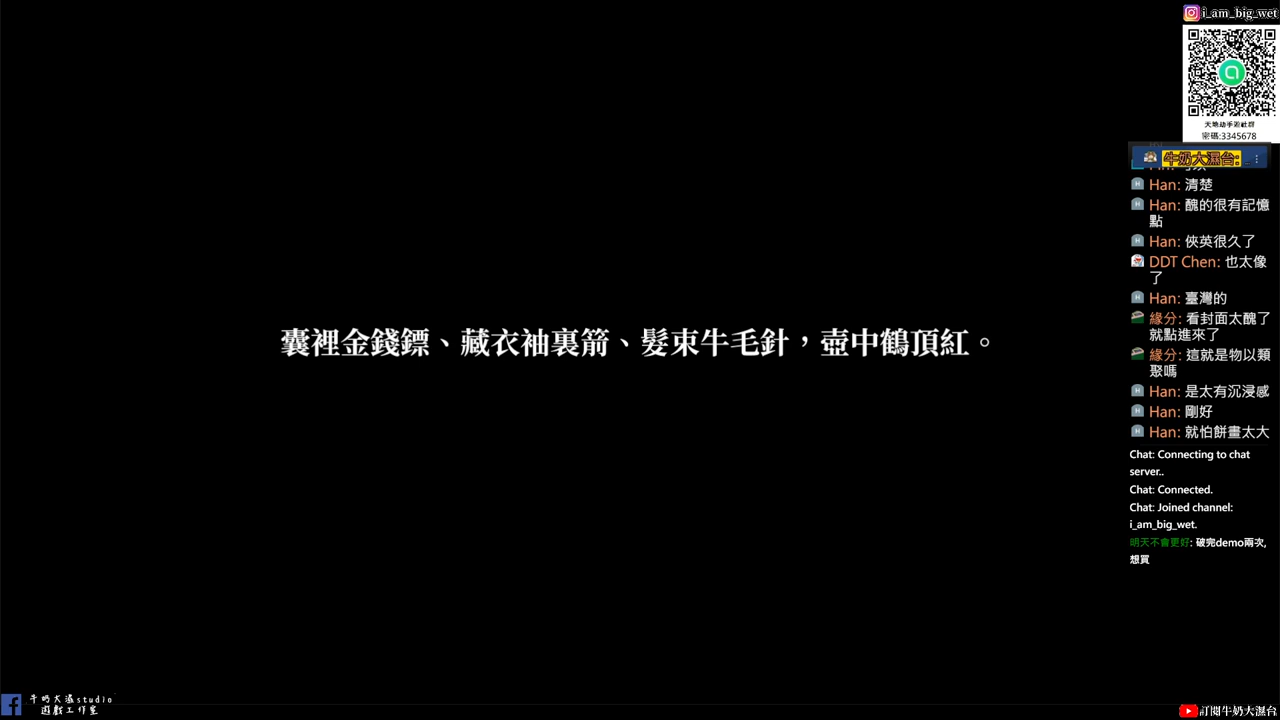 i_am_big_wet
密碼:3345678
牛奶大濕台:
Han: 清楚
Han: 醜的很有記憶
點
Han: 俠英很久了
DDT Chen: 也太像
了
Han: 臺灣的
緣分: 看封面太醜了
就點進來了
緣分: 這就是物以類
聚嗎
Han: 是太有沉浸感
Han: 剛好
Han: 就怕餅畫太大
Chat: Connecting to chat
server..
Chat: Connected.
Chat: Joined channel:
i_am_big_wet.
明天不會更好: 破完demo兩次,
想買
囊裡金錢鏢、藏衣袖裏箭、髮束牛毛針，壺中鶴頂紅。
牛奶大濕studio
遊戲工作室
訂閱牛奶大濕台